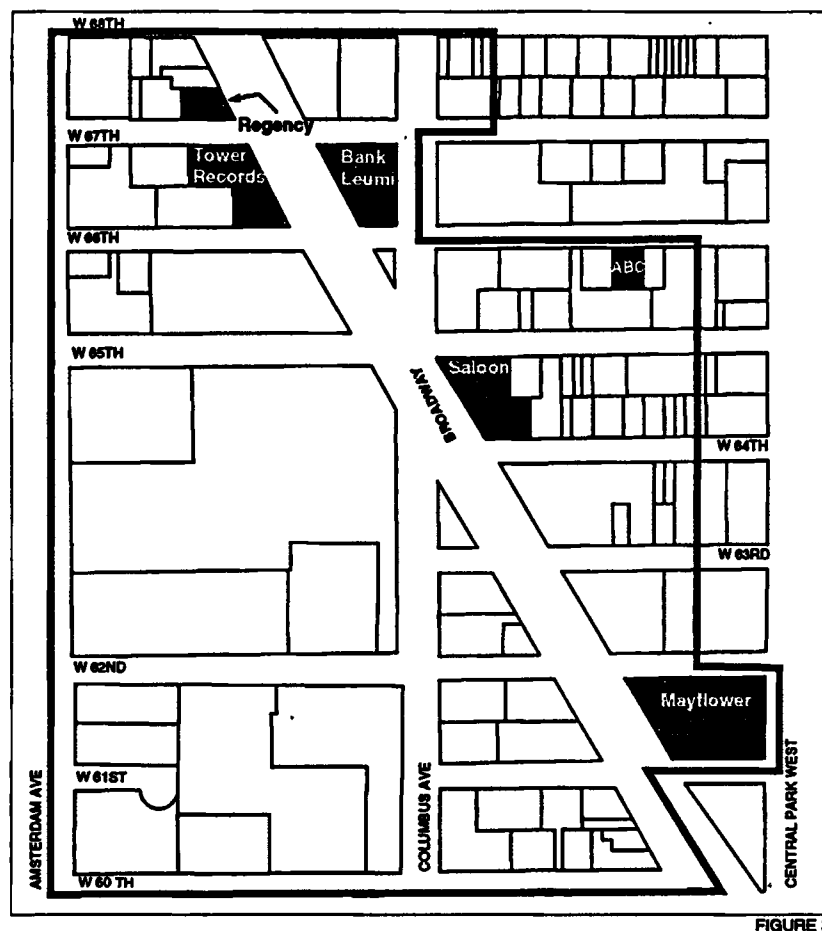 W 68TH
Regency
W 67TH
Tower
Records
Bank
Leumi
W 66TH
ABC
W 65TH
Saloon
BROADWAY
W 64TH
W 63RD
W 62ND
Mayflower
W 61ST
AMSTERDAM AVE
W 60 TH
COLUMBUS AVE
CENTRAL PARK WEST
FIGURE